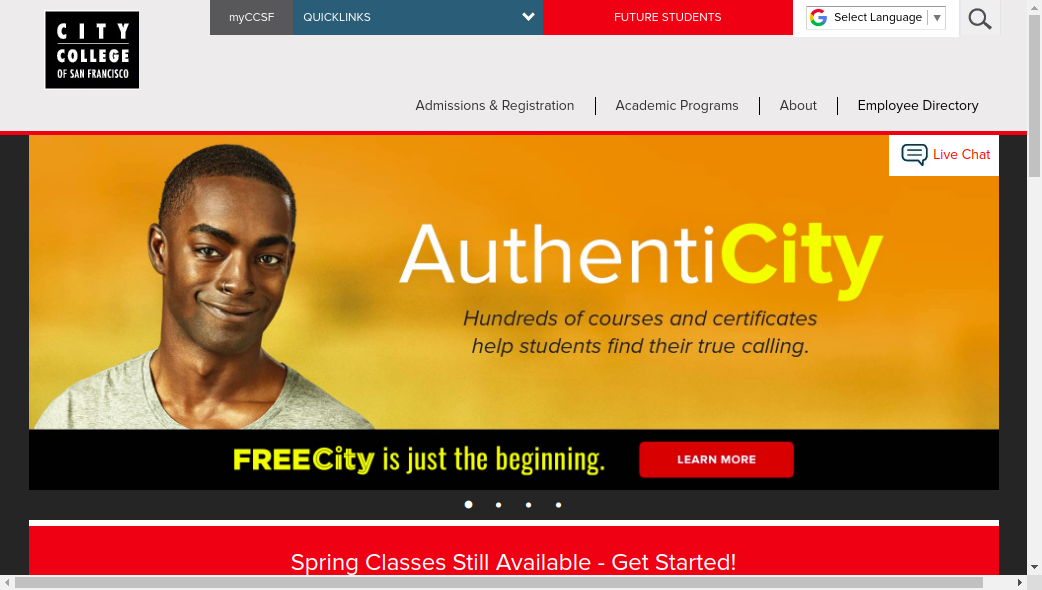 CITY
COLLEGE
OF SAN FRANCISCO
myCCSF
QUICKLINKS
FUTURE STUDENTS
Select Language
Admissions & Registration
Academic Programs
About
Employee Directory
Live Chat
AuthentiCity
Hundreds of courses and certificates
help students find their true calling.
FREECity is just the beginning.
LEARN MORE
Spring Classes Still Available - Get Started!